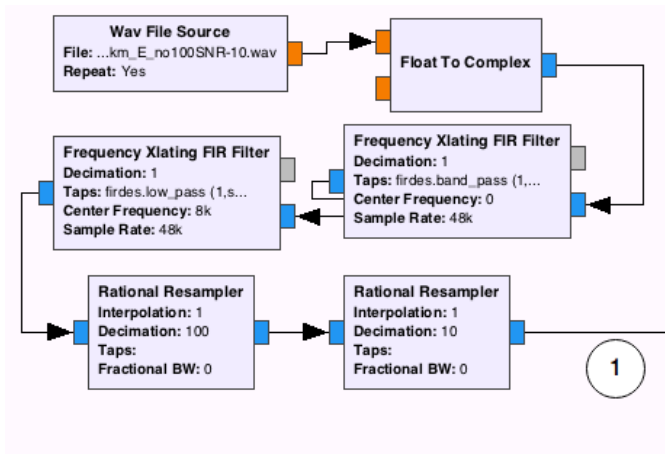 Wav File Source
File: ...km_E_no100SNR-10.wav
Repeat: Yes
Float To Complex
Frequency Xlating FIR Filter
Decimation: 1
Taps: firdes.band_pass (1,...
Center Frequency: 0
Sample Rate: 48k
Frequency Xlating FIR Filter
Decimation: 1
Taps: firdes.low_pass (1,s...
Center Frequency: 8k
Sample Rate: 48k
Rational Resampler
Interpolation: 1
Decimation: 100
Taps:
Fractional BW: 0
Rational Resampler
Interpolation: 1
Decimation: 10
Taps:
Fractional BW: 0
1